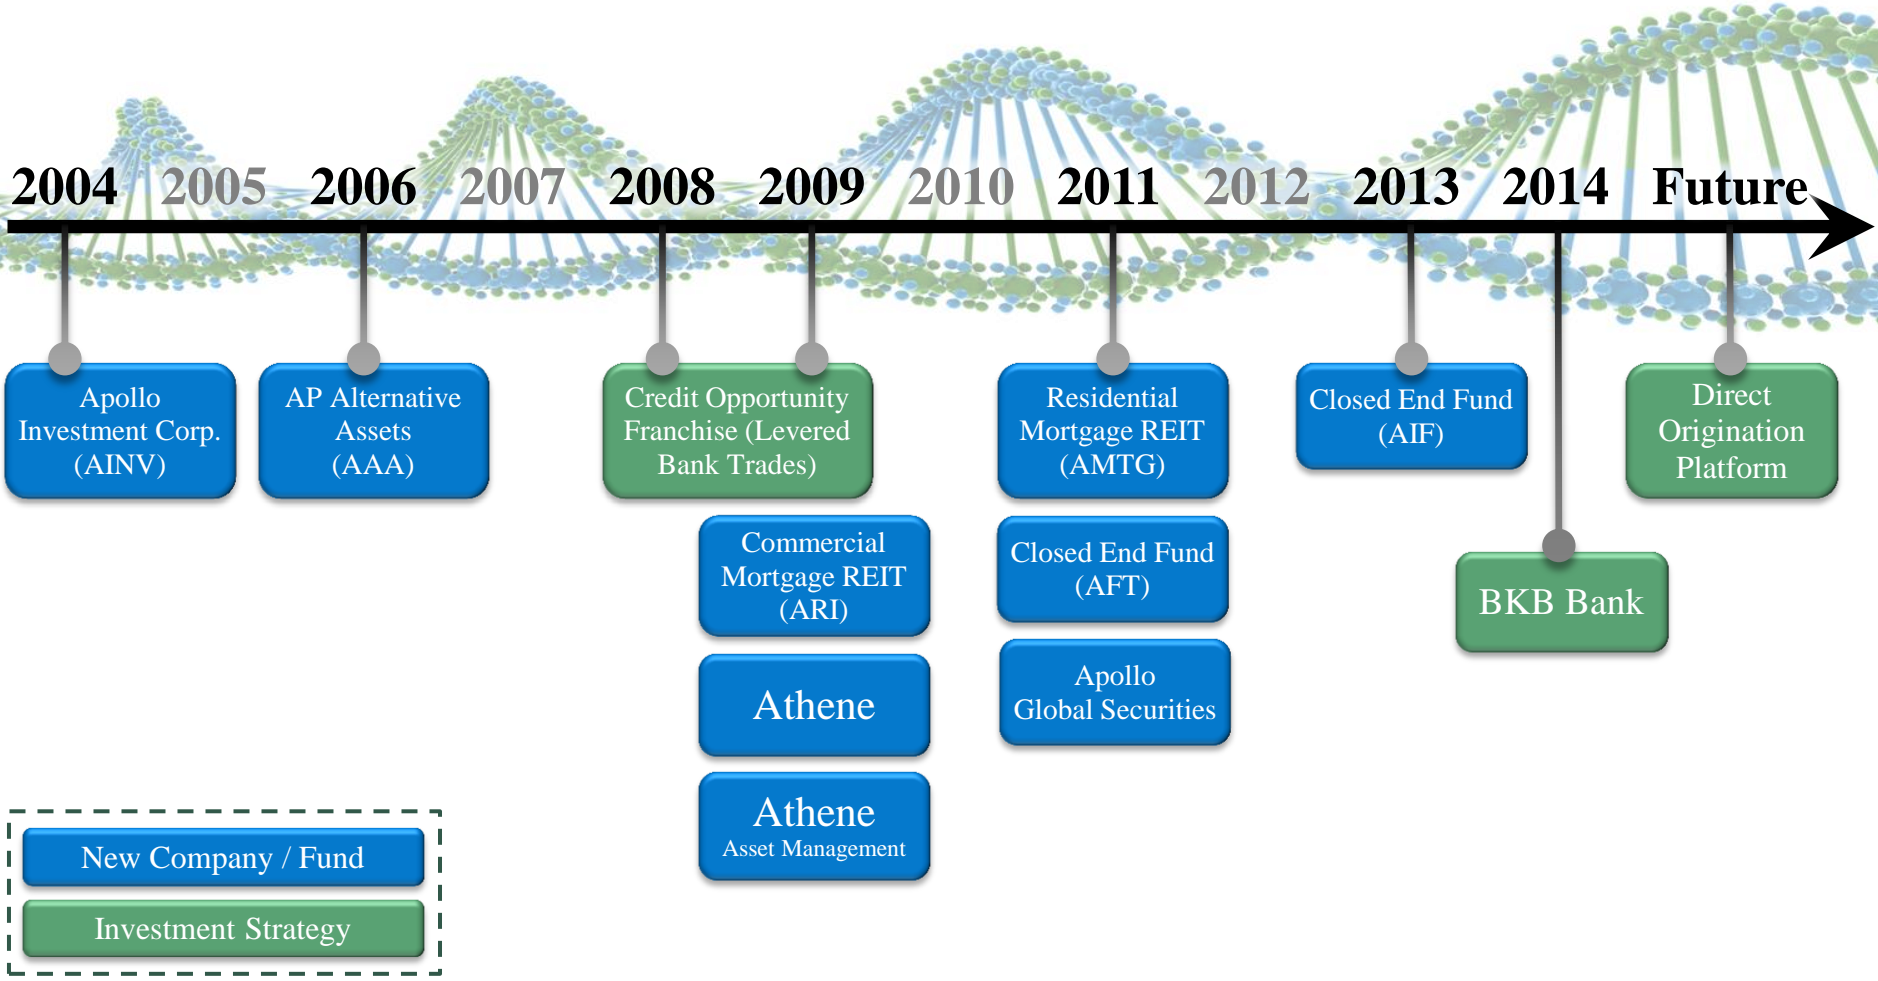 2004 2005 2006 2007 2008 2009 2010 2011 2012 2013 2014 Future
Apollo
Investment Corp.
(AINV)
AP Alternative
Assets
(AAA)
Credit Opportunity
Franchise (Levered
Bank Trades)
Commercial
Mortgage REIT
(ARI)
Athene
Athene
Asset Management
Residential
Mortgage REIT
(AMTG)
Closed End Fund
(AFT)
Apollo
Global Securities
Closed End Fund
(AIF)
BKB Bank
Direct
Origination
Platform
New Company / Fund
Investment Strategy